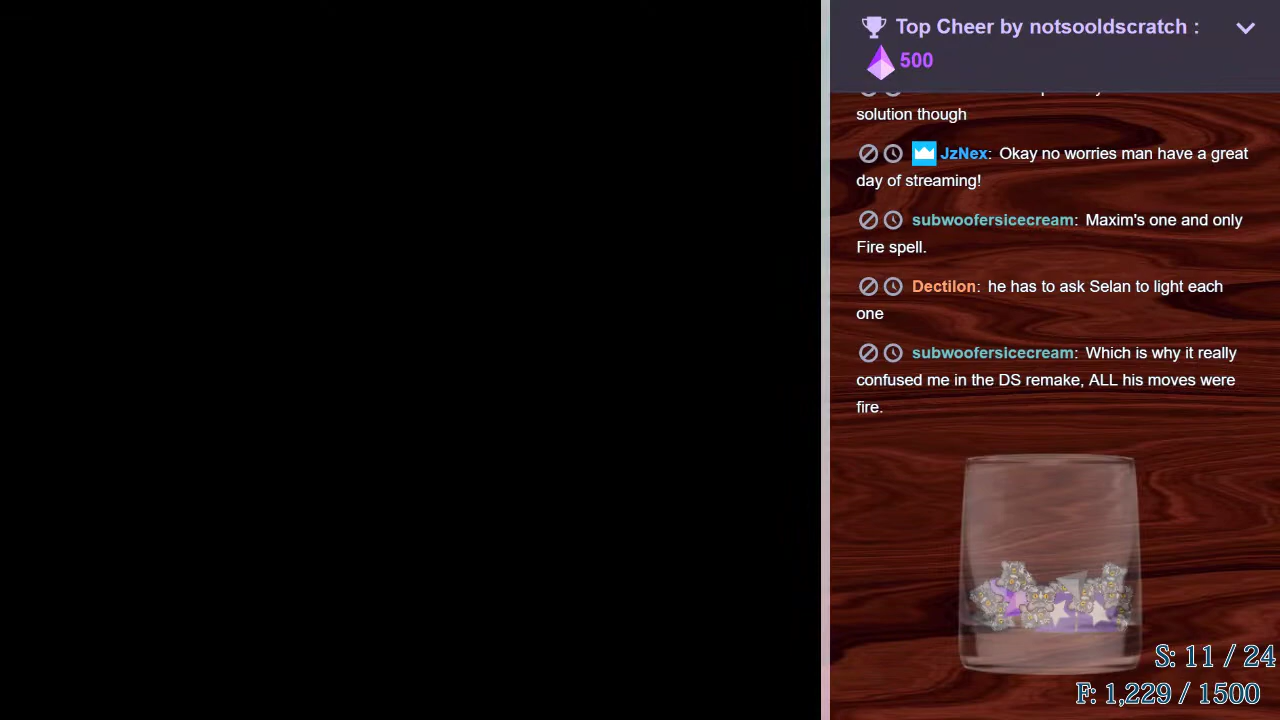 Top Cheer by notsooldscratch :
500
solution though
JzNex: Okay no worries man have a great
day of streaming!
subwoofersicecream: Maxim's one and only
Fire spell.
Dectilon: he has to ask Selan to light each
one
subwoofersicecream: Which is why it really
confused me in the DS remake, ALL his moves were
fire.
S: 11 / 24
F: 1,229 / 1500